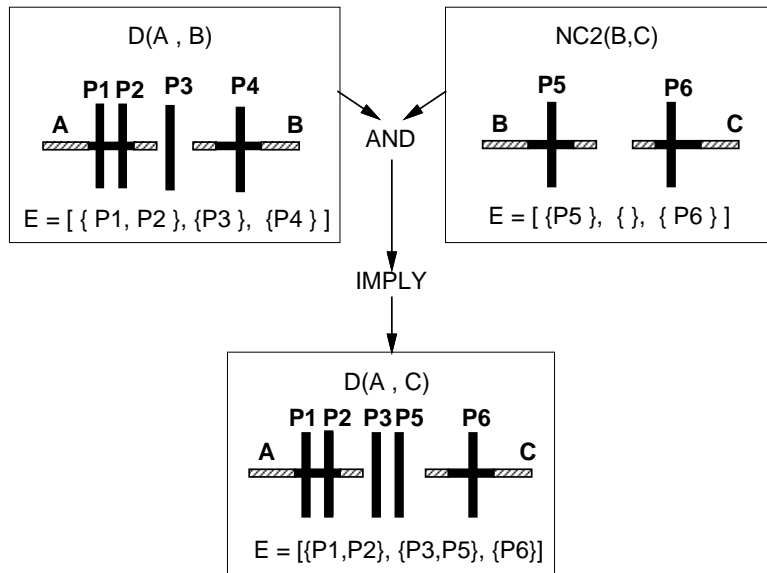 D(A , B)
P1 P2 P3 P4
A B
E = [ { P1, P2 }, {P3 }, {P4 } ]
NC2(B,C)
P5 P6
B C
E = [ {P5 }, { }, { P6 } ]
AND
IMPLY
D(A , C)
P1 P2 P3 P5 P6
A C
E = [{P1,P2}, {P3,P5}, {P6}]